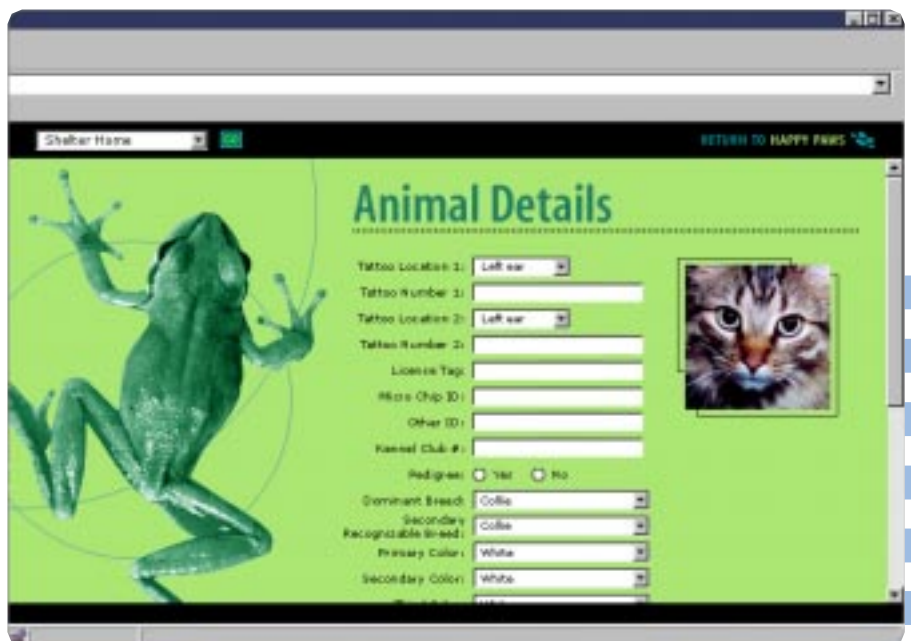 Shelter Home
GO
RETURN TO HAPPY PAWS
Animal Details
Tattoo Location 1: Left ear
Tattoo Number 1:
Tattoo Location 2: Left ear
Tattoo Number 2:
License Tag:
Micro Chip ID:
Other ID:
Kennel Club #:
Pedigree: Yes No
Dominant Breed: Collie
Secondary
Recognizable Breed: Collie
Primary Color: White
Secondary Color: White